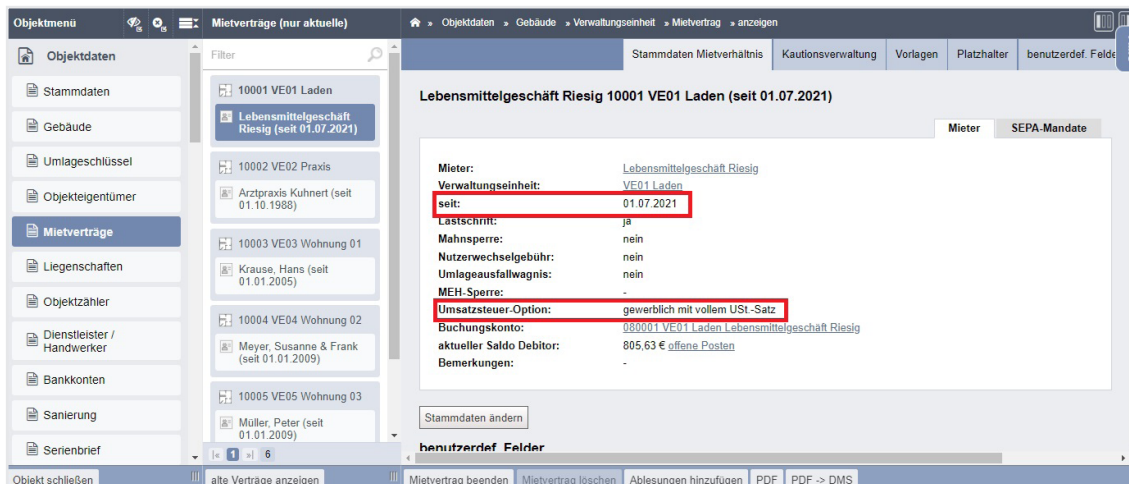 Objektmenü
Mietverträge (nur aktuelle)
» Objektdaten » Gebäude » Verwaltungseinheit » Mietvertrag » anzeigen
Objektdaten
Stammdaten
Gebäude
Umlageschlüssel
Objekteigentümer
Mietverträge
Liegenschaften
Objektzähler
Dienstleister /
Handwerker
Bankkonten
Sanierung
Serienbrief
Objekt schließen
Filter
10001 VE01 Laden
Lebensmittelgeschäft
Riesig (seit 01.07.2021)
10002 VE02 Praxis
Arztpraxis Kuhnert (seit
01.10.1988)
10003 VE03 Wohnung 01
Krause, Hans (seit
01.01.2005)
10004 VE04 Wohnung 02
Meyer, Susanne & Frank
(seit 01.01.2009)
10005 VE05 Wohnung 03
Müller, Peter (seit
01.01.2009)
|« 1 »| 6
alte Verträge anzeigen
Stammdaten Mietverhältnis Kautionsverwaltung Vorlagen Platzhalter benutzerdef. Felde
Lebensmittelgeschäft Riesig 10001 VE01 Laden (seit 01.07.2021)
Mieter SEPA-Mandate
Mieter: Lebensmittelgeschäft Riesig
Verwaltungseinheit: VE01 Laden
seit: 01.07.2021
Lastschrift: ja
Mahnsperre: nein
Nutzerwechselgebühr: nein
Umlageausfallwagnis: nein
MEH-Sperre: -
Umsatzsteuer-Option: gewerblich mit vollem USt.-Satz
Buchungskonto: 080001 VE01 Laden Lebensmittelgeschäft Riesig
aktueller Saldo Debitor: 805,63 € offene Posten
Bemerkungen: -
Stammdaten ändern
benutzerdef. Felder
Mietvertrag beenden Mietvertrag löschen Ablesungen hinzufügen PDF PDF -> DMS